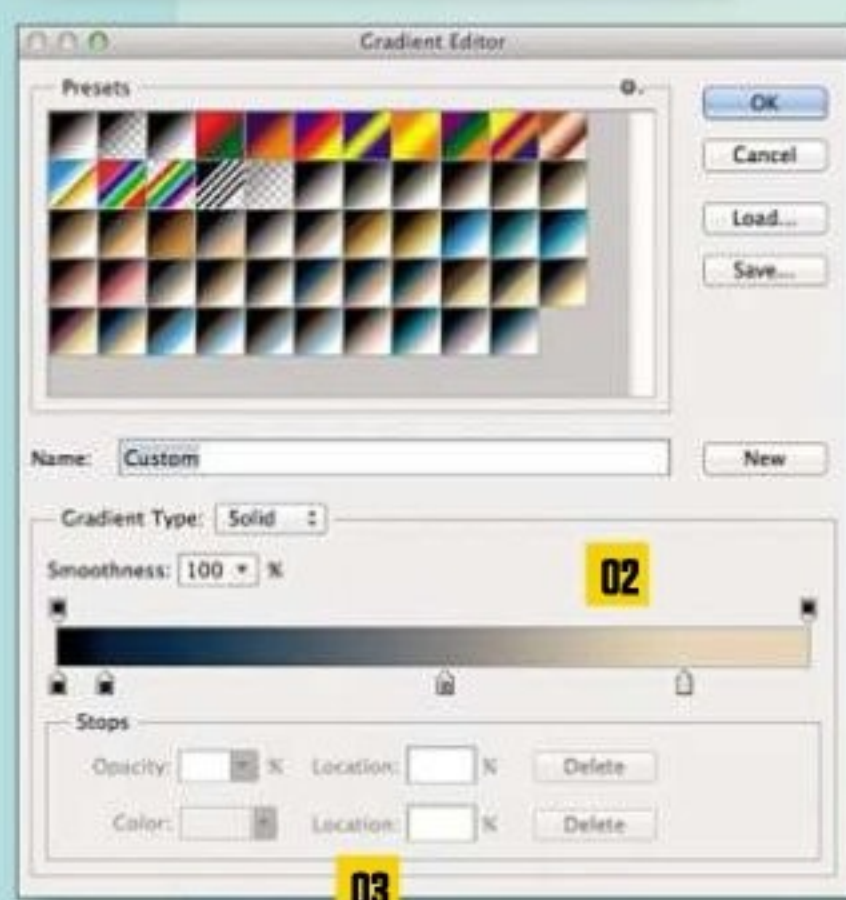 Gradient Editor
Presets
OK
Cancel
Load...
Save...
Name: Custom
New
Gradient Type: Solid
Smoothness: 100 %
02
Stops
Opacity: % Location: % Delete
Color: Location: % Delete
03